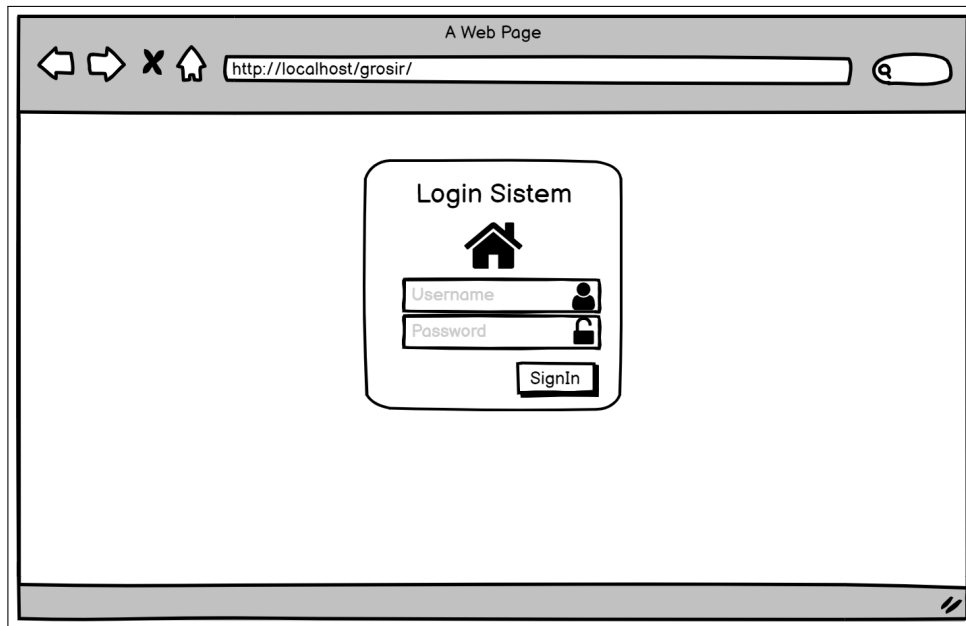 A Web Page
http://localhost/grosir/
Login Sistem
Username
Password
SignIn